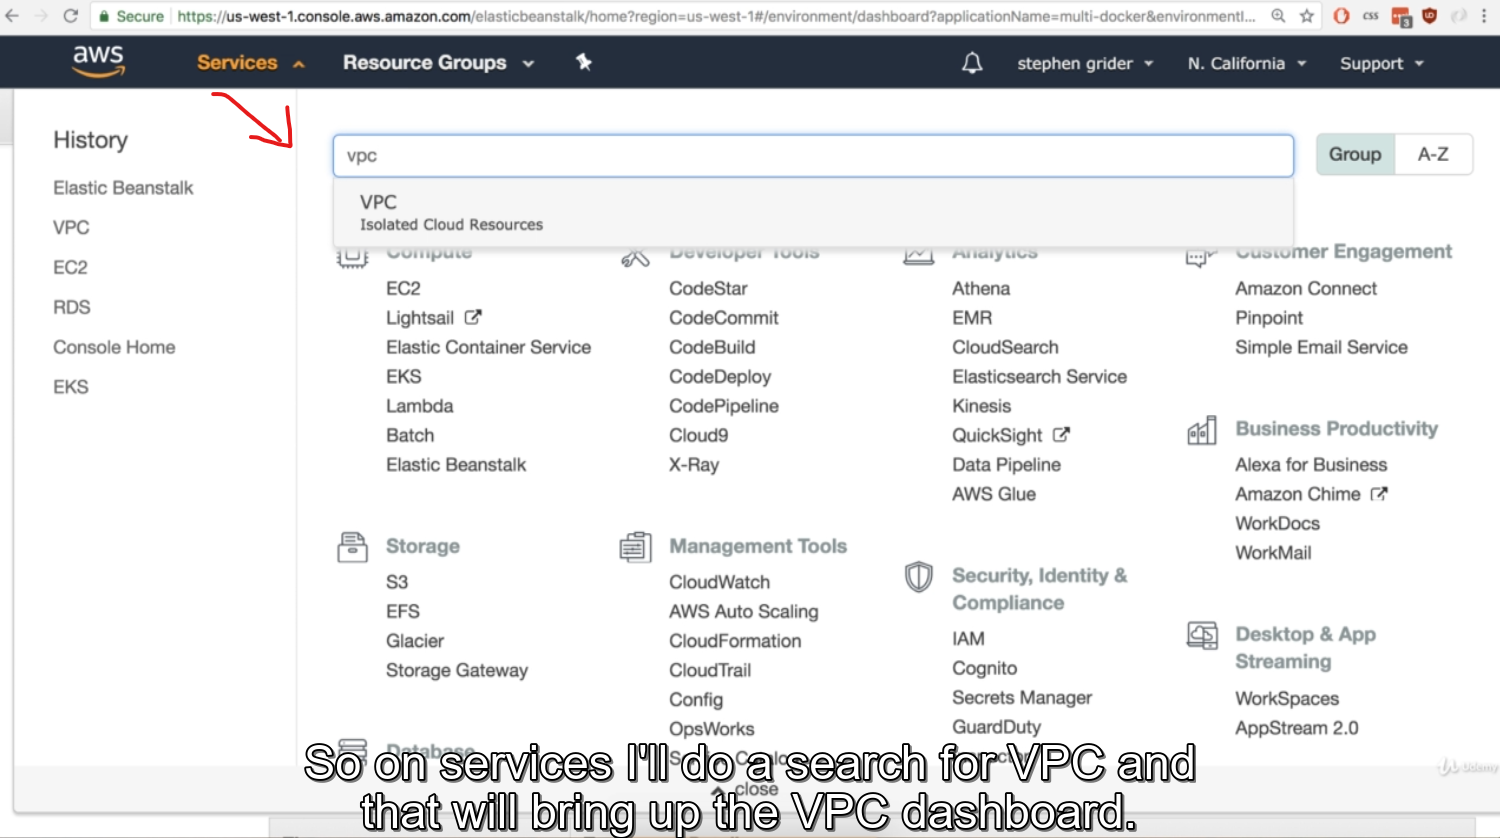 Secure https://us-west-1.console.aws.amazon.com/elasticbeanstalk/home?region=us-west-1#/environment/dashboard?applicationName=multi-docker&environmentI...
CSS
3
aws
Services
Resource Groups
stephen grider
N. California
Support
History
Elastic Beanstalk
VPC
EC2
RDS
Console Home
EKS
vpc
Group
A-Z
VPC
Isolated Cloud Resources
Compute
EC2
Lightsail
Elastic Container Service
EKS
Lambda
Batch
Elastic Beanstalk
Storage
S3
EFS
Glacier
Storage Gateway
Database
Developer Tools
CodeStar
CodeCommit
CodeBuild
CodeDeploy
CodePipeline
Cloud9
X-Ray
Management Tools
CloudWatch
AWS Auto Scaling
CloudFormation
CloudTrail
Config
OpsWorks
Analytics
Athena
EMR
CloudSearch
Elasticsearch Service
Kinesis
QuickSight
Data Pipeline
AWS Glue
Security, Identity &
Compliance
IAM
Cognito
Secrets Manager
GuardDuty
Customer Engagement
Amazon Connect
Pinpoint
Simple Email Service
Business Productivity
Alexa for Business
Amazon Chime
WorkDocs
WorkMail
Desktop & App
Streaming
WorkSpaces
AppStream 2.0
close
Udemy
So on services I'll do a search for VPC and
that will bring up the VPC dashboard.